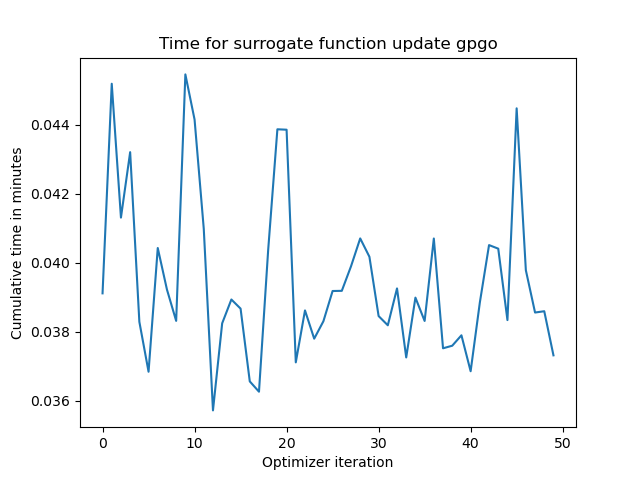 Time for surrogate function update gpgo
Cumulative time in minutes
0.044
0.042
0.040
0.038
0.036
0 10 20 30 40 50
Optimizer iteration